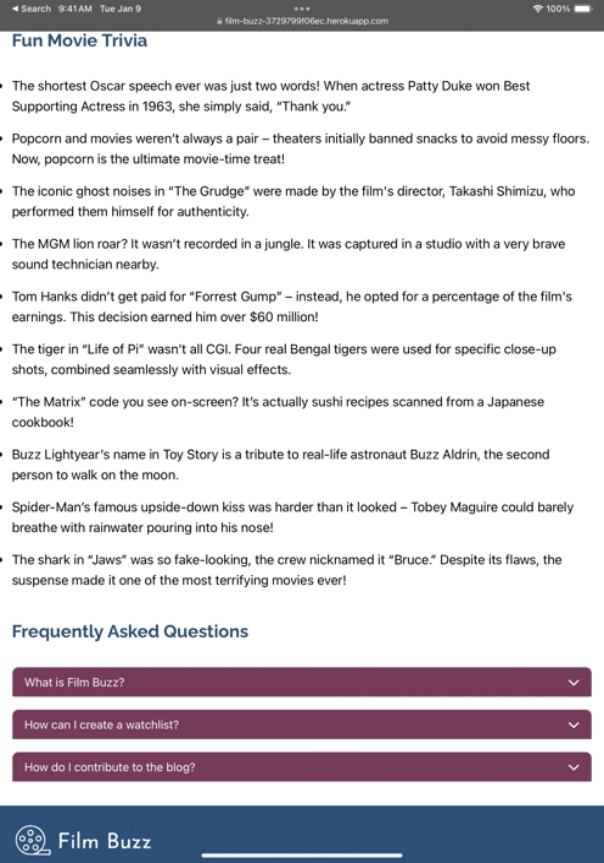 Search 9:41 AM Tue Jan 9
100%
film-buzz-3729799f06ec.herokuapp.com
Fun Movie Trivia
• The shortest Oscar speech ever was just two words! When actress Patty Duke won Best
Supporting Actress in 1963, she simply said, “Thank you.”
• Popcorn and movies weren’t always a pair – theaters initially banned snacks to avoid messy floors.
Now, popcorn is the ultimate movie-time treat!
• The iconic ghost noises in “The Grudge” were made by the film's director, Takashi Shimizu, who
performed them himself for authenticity.
• The MGM lion roar? It wasn’t recorded in a jungle. It was captured in a studio with a very brave
sound technician nearby.
• Tom Hanks didn’t get paid for “Forrest Gump” – instead, he opted for a percentage of the film's
earnings. This decision earned him over $60 million!
• The tiger in “Life of Pi” wasn’t all CGI. Four real Bengal tigers were used for specific close-up
shots, combined seamlessly with visual effects.
• “The Matrix” code you see on-screen? It’s actually sushi recipes scanned from a Japanese
cookbook!
• Buzz Lightyear’s name in Toy Story is a tribute to real-life astronaut Buzz Aldrin, the second
person to walk on the moon.
• Spider-Man’s famous upside-down kiss was harder than it looked – Tobey Maguire could barely
breathe with rainwater pouring into his nose!
• The shark in “Jaws” was so fake-looking, the crew nicknamed it “Bruce.” Despite its flaws, the
suspense made it one of the most terrifying movies ever!
Frequently Asked Questions
What is Film Buzz?
How can I create a watchlist?
How do I contribute to the blog?
Film Buzz